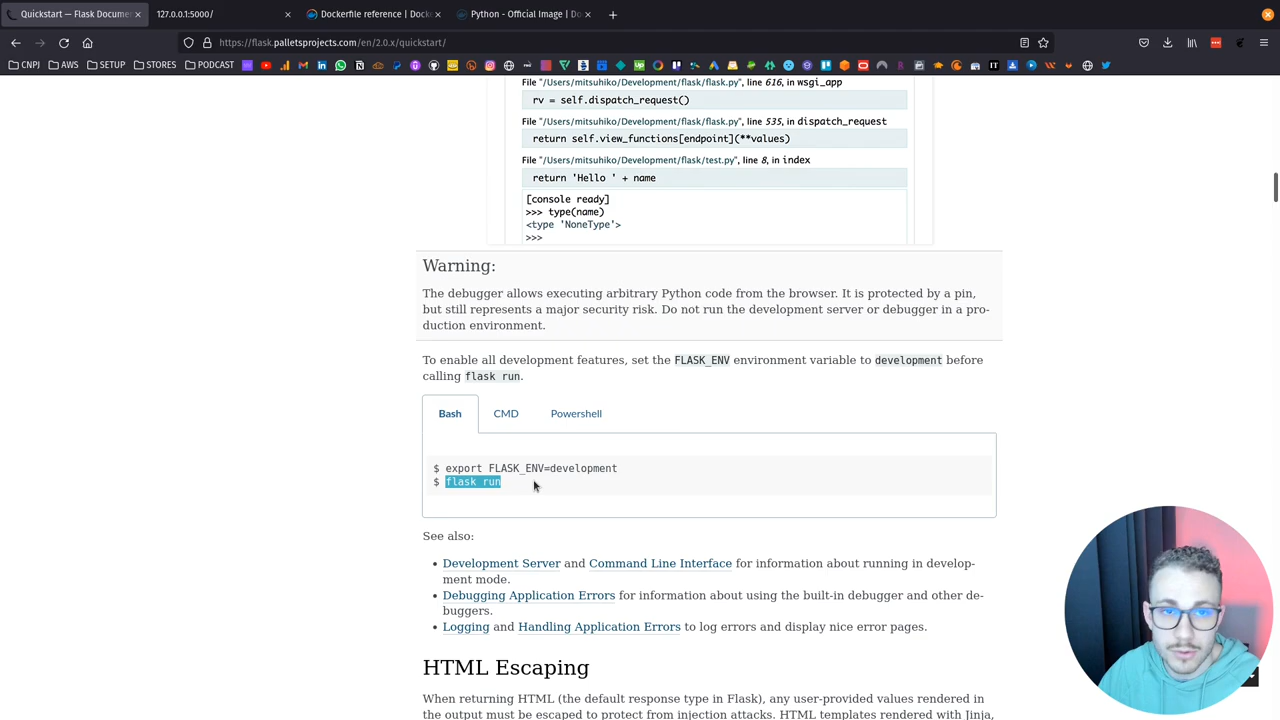 Quickstart — Flask Documen
127.0.0.1:5000/
Dockerfile reference | Docke
Python - Official Image | Do
https://flask.palletsprojects.com/en/2.0.x/quickstart/
CNPJ
AWS
SETUP
STORES
PODCAST
File "/Users/mitsuhiko/Development/flask/flask.py", line 616, in wsgi_app
rv = self.dispatch_request()
File "/Users/mitsuhiko/Development/flask/flask.py", line 535, in dispatch_request
return self.view_functions[endpoint](**values)
File "/Users/mitsuhiko/Development/flask/test.py", line 8, in index
return 'Hello ' + name
[console ready]
>>> type(name)
<type 'NoneType'>
>>>
Warning:
The debugger allows executing arbitrary Python code from the browser. It is protected by a pin,
but still represents a major security risk. Do not run the development server or debugger in a pro-
duction environment.
To enable all development features, set the FLASK_ENV environment variable to development before
calling flask run.
Bash
CMD
Powershell
$ export FLASK_ENV=development
$ flask run
See also:
• Development Server and Command Line Interface for information about running in develop-
ment mode.
• Debugging Application Errors for information about using the built-in debugger and other de-
buggers.
• Logging and Handling Application Errors to log errors and display nice error pages.
HTML Escaping
When returning HTML (the default response type in Flask), any user-provided values rendered in
the output must be escaped to protect from injection attacks. HTML templates rendered with Jinja,